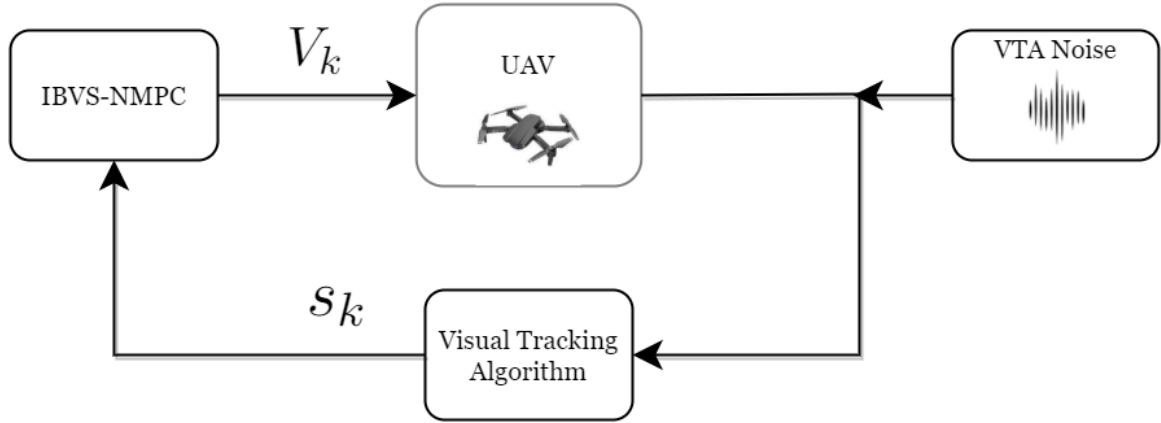 V_k
UAV
VTA Noise
IBVS-NMPC
s_k
Visual Tracking
Algorithm